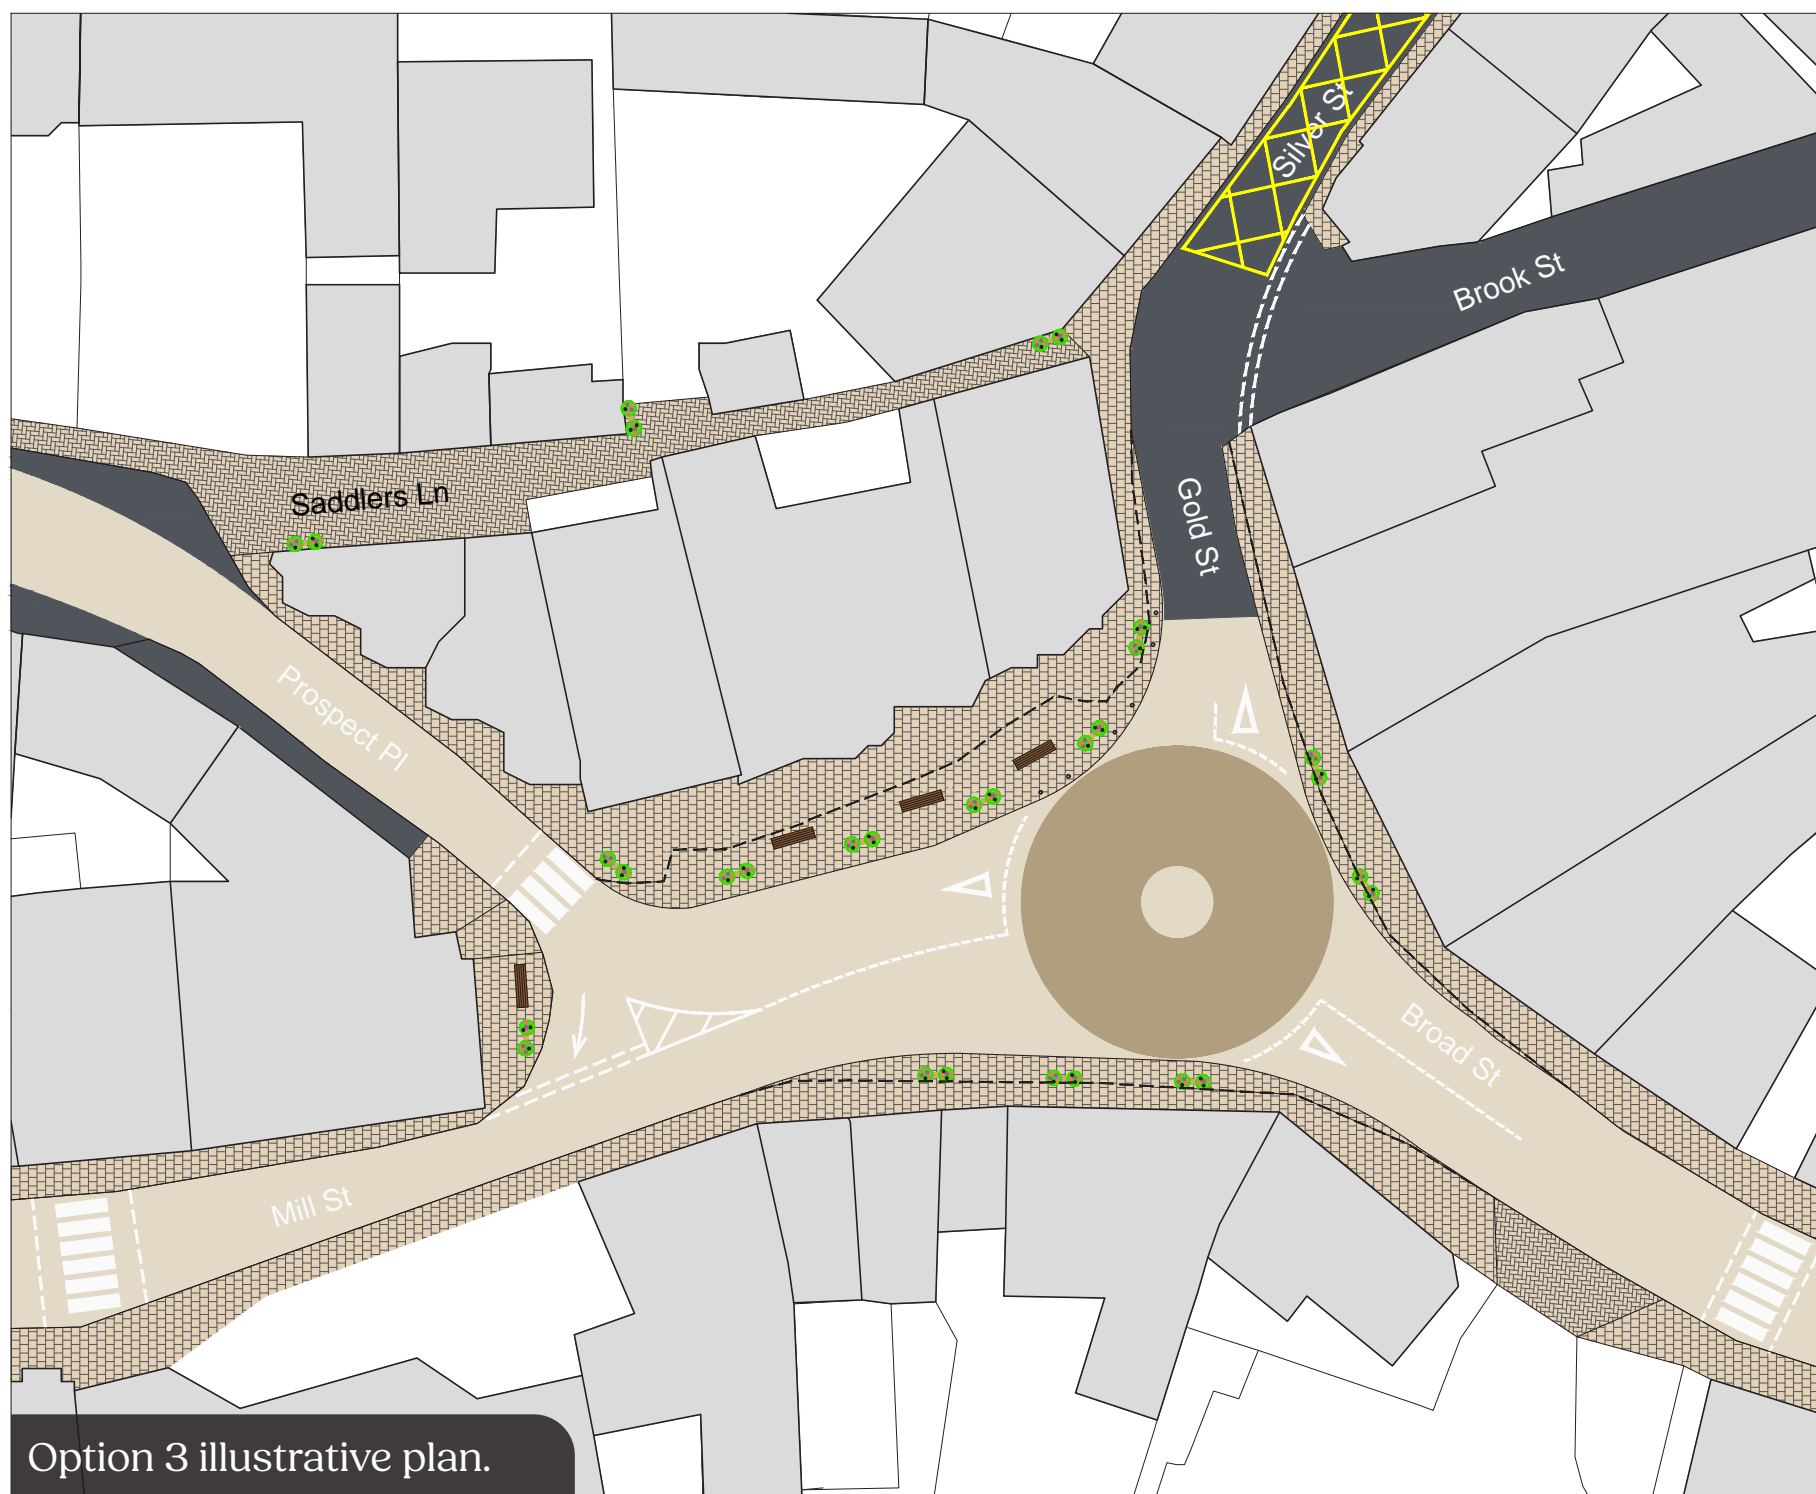 Silver St
Brook St
Saddlers Ln
Gold St
Prospect Pl
Broad St
Mill St
Option 3 illustrative plan.